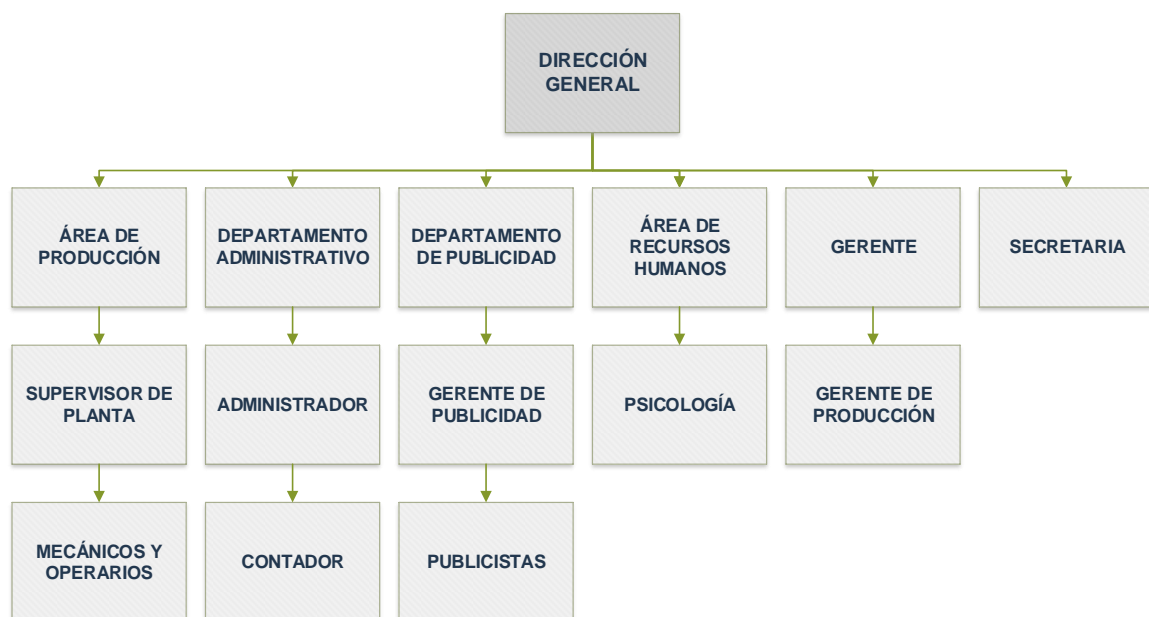 DIRECCIÓN
GENERAL
ÁREA DE
PRODUCCIÓN
DEPARTAMENTO
ADMINISTRATIVO
DEPARTAMENTO
DE PUBLICIDAD
ÁREA DE
RECURSOS
HUMANOS
GERENTE
SECRETARIA
SUPERVISOR DE
PLANTA
ADMINISTRADOR
GERENTE DE
PUBLICIDAD
PSICOLOGÍA
GERENTE DE
PRODUCCIÓN
MECÁNICOS Y
OPERARIOS
CONTADOR
PUBLICISTAS